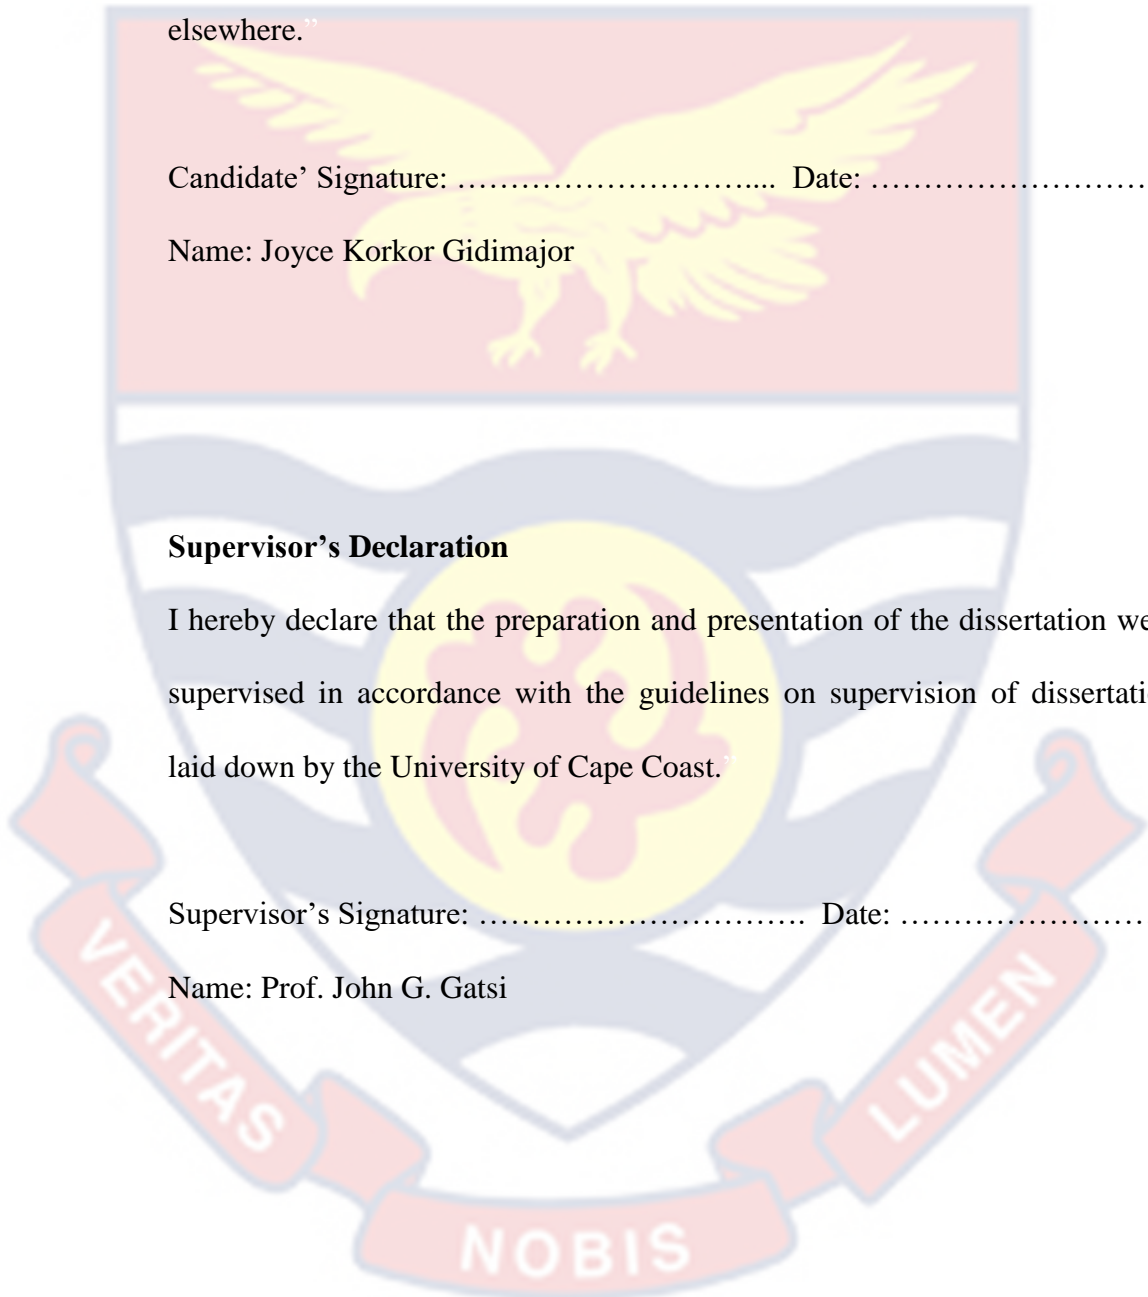 elsewhere.”
Candidate’ Signature: ……………………….... Date: ………………………
Name: Joyce Korkor Gidimajor
Supervisor’s Declaration
I hereby declare that the preparation and presentation of the dissertation we
supervised in accordance with the guidelines on supervision of dissertati
laid down by the University of Cape Coast.”
Supervisor’s Signature: …………………………. Date: ……………………
Name: Prof. John G. Gatsi
VERITAS
NOBIS
LUMEN